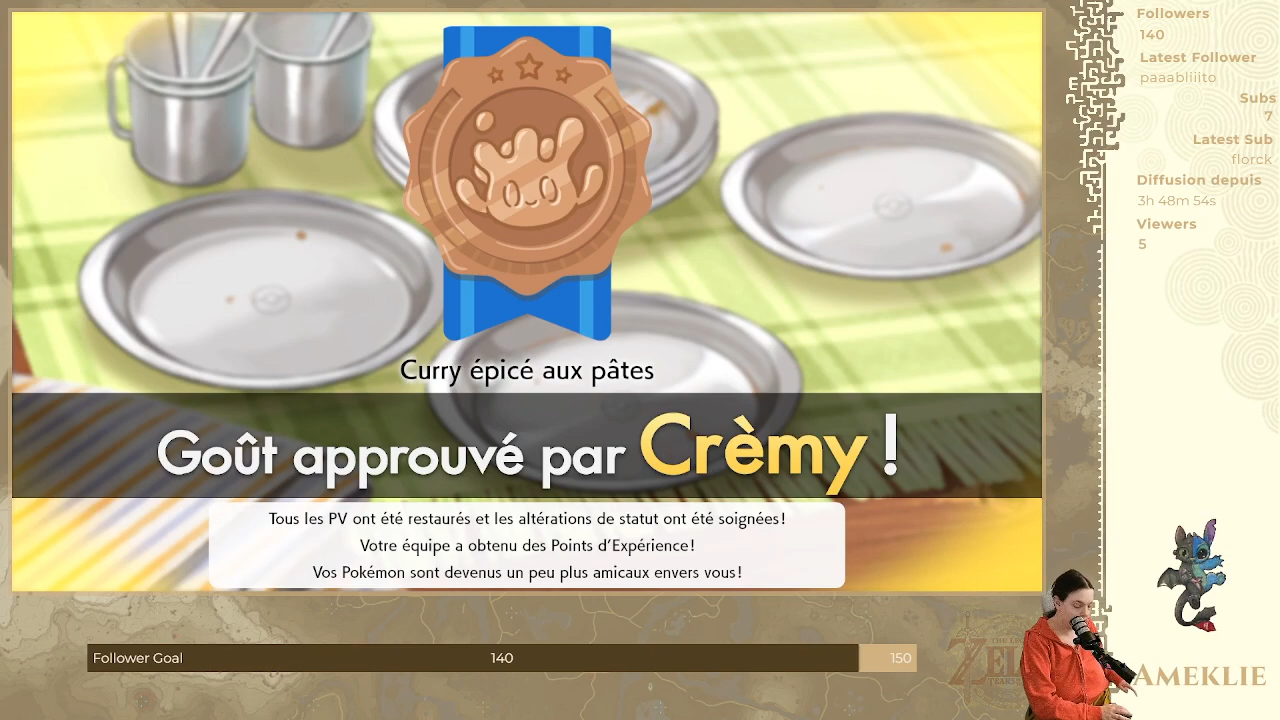 Curry épicé aux pâtes
Goût approuvé par Crèmy !
Tous les PV ont été restaurés et les altérations de statut ont été soignées!
Votre équipe a obtenu des Points d'Expérience!
Vos Pokémon sont devenus un peu plus amicaux envers vous!
Followers
140
Latest Follower
paaabliiito
Subs
7
Latest Sub
florck
Diffusion depuis
3h 48m 54s
Viewers
5
Follower Goal 140 150
AMEKLIE